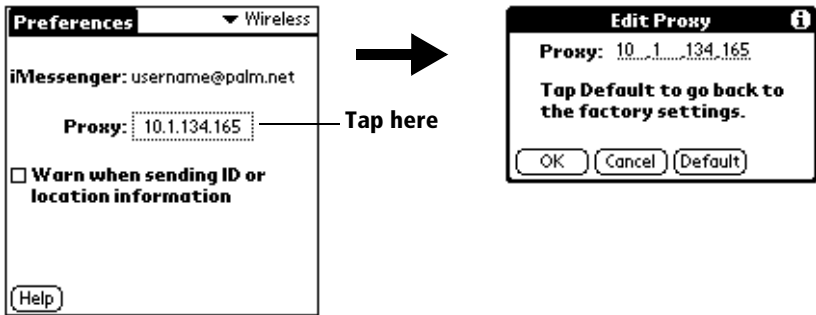 Preferences
Wireless
iMessenger: username@palm.net
Proxy: 10.1.134.165
Tap here
Warn when sending ID or
location information
Help
Edit Proxy
Proxy: 10 .1 .134.165
Tap Default to go back to
the factory settings.
OK Cancel Default